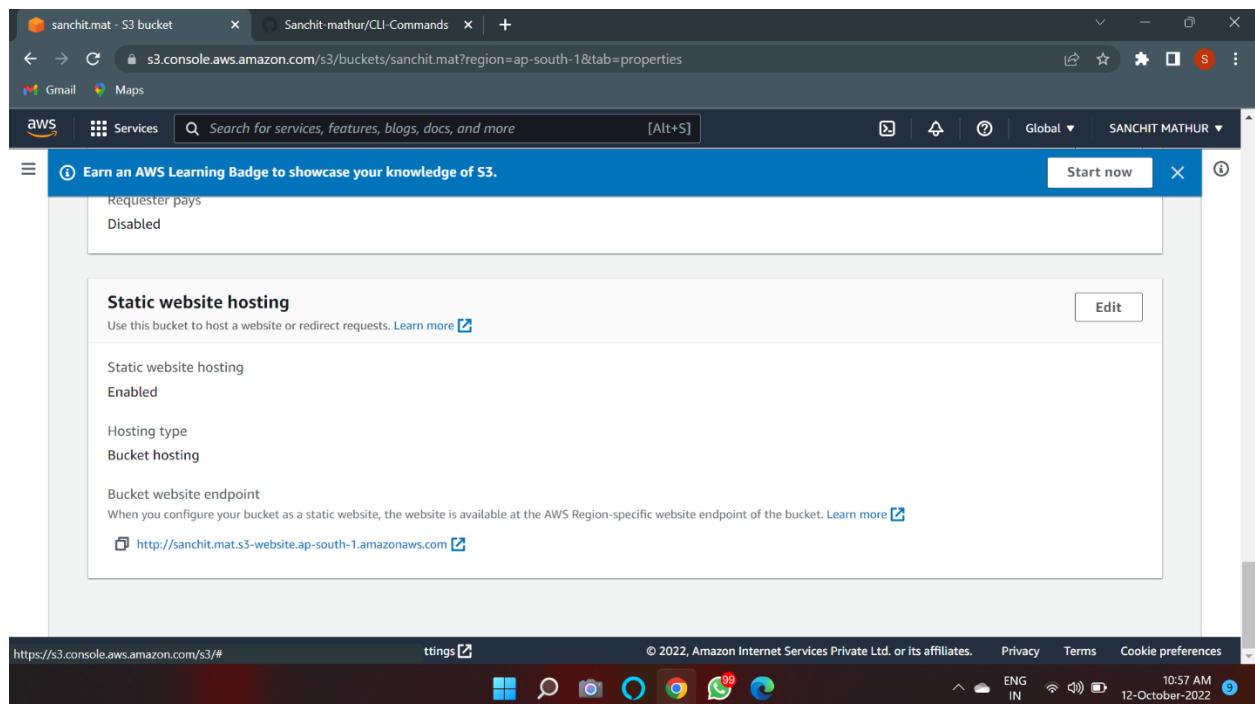 sanchit.mat - S3 bucket
Sanchit-mathur/CLI-Commands
s3.console.aws.amazon.com/s3/buckets/sanchit.mat?region=ap-south-1&tab=properties
S
Gmail Maps
aws Services Search for services, features, blogs, docs, and more [Alt+S] Global SANCHIT MATHUR
Earn an AWS Learning Badge to showcase your knowledge of S3. Start now
Requester pays
Disabled
Static website hosting
Edit
Use this bucket to host a website or redirect requests. Learn more
Static website hosting
Enabled
Hosting type
Bucket hosting
Bucket website endpoint
When you configure your bucket as a static website, the website is available at the AWS Region-specific website endpoint of the bucket. Learn more
http://sanchit.mat.s3-website.ap-south-1.amazonaws.com
https://s3.console.aws.amazon.com/s3/# ttings © 2022, Amazon Internet Services Private Ltd. or its affiliates. Privacy Terms Cookie preferences
99
ENG
IN
10:57 AM
12-October-2022
9